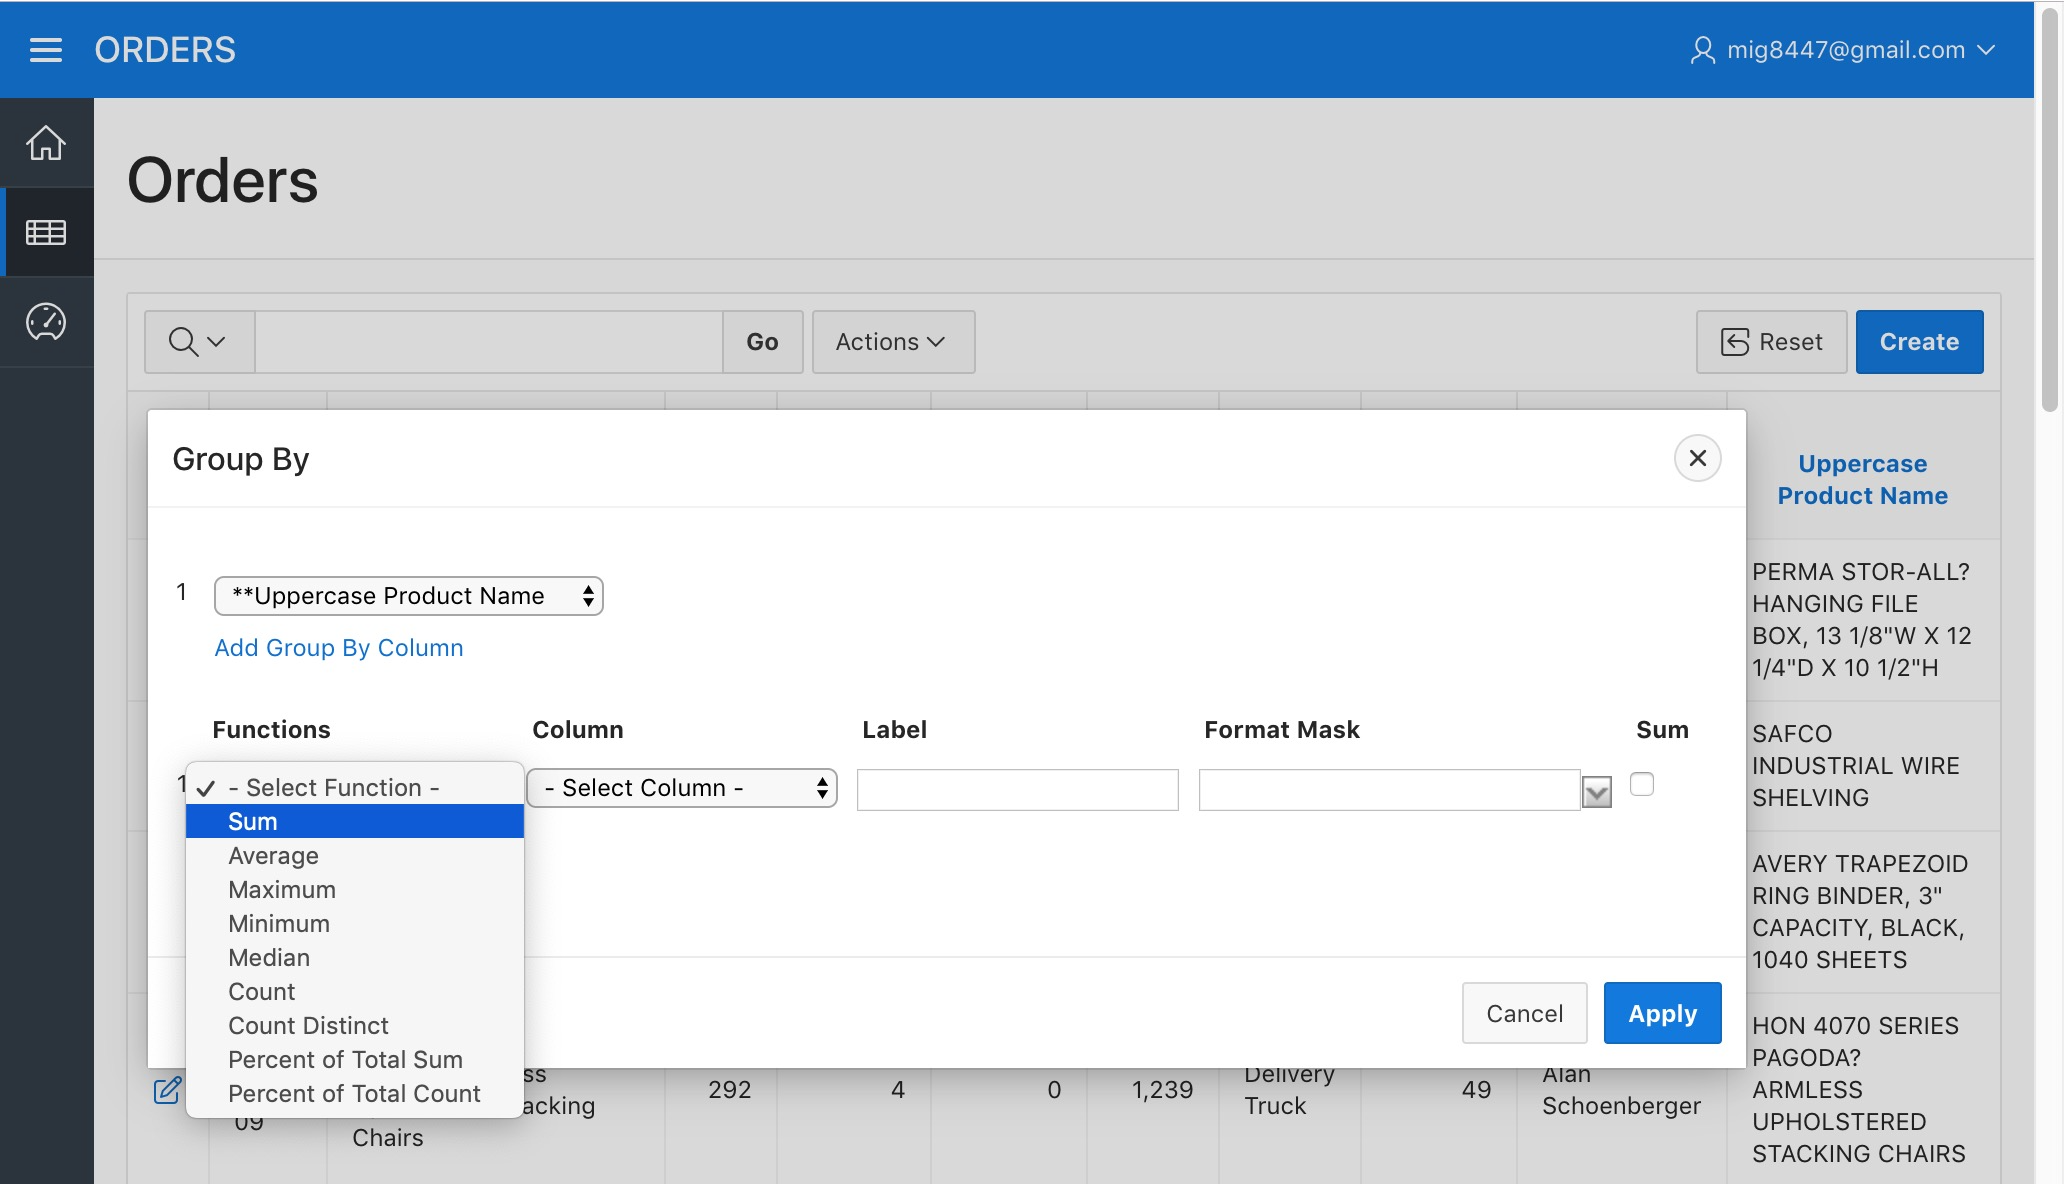 ORDERS
mig8447@gmail.com
Orders
Go
Actions
Reset
Create
Group By
Uppercase
Product Name
1
**Uppercase Product Name
Add Group By Column
PERMA STOR-ALL?
HANGING FILE
BOX, 13 1/8"W X 12
1/4"D X 10 1/2"H
Functions
Column
Label
Format Mask
Sum
1
✓ - Select Function -
Sum
Average
Maximum
Minimum
Median
Count
Count Distinct
Percent of Total Sum
Percent of Total Count
- Select Column -
SAFCO
INDUSTRIAL WIRE
SHELVING
AVERY TRAPEZOID
RING BINDER, 3"
CAPACITY, BLACK,
1040 SHEETS
Cancel
Apply
09
ss
acking
Chairs
292
4
0
1,239
Delivery
Truck
49
Alan
Schoenberger
HON 4070 SERIES
PAGODA?
ARMLESS
UPHOLSTERED
STACKING CHAIRS